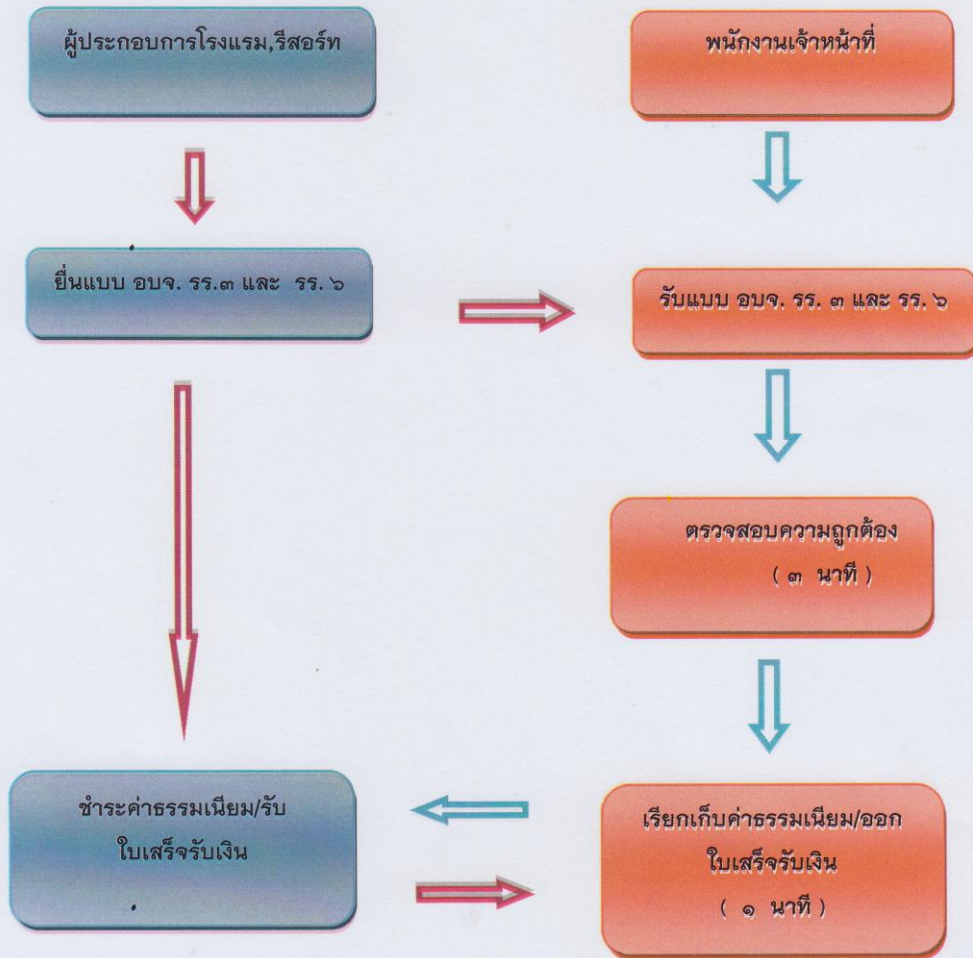 ผู้ประกอบการโรงแรม,รีสอร์ท
พนักงานเจ้าหน้าที่
ยื่นแบบ อบจ. รร.๓ และ รร. ๖
รับแบบ อบจ. รร. ๓ และ รร. ๖
ตรวจสอบความถูกต้อง
( ๓ นาที )
ชำระค่าธรรมเนียม/รับ
ใบเสร็จรับเงิน
เรียกเก็บค่าธรรมเนียม/ออก
ใบเสร็จรับเงิน
( ๑ นาที )